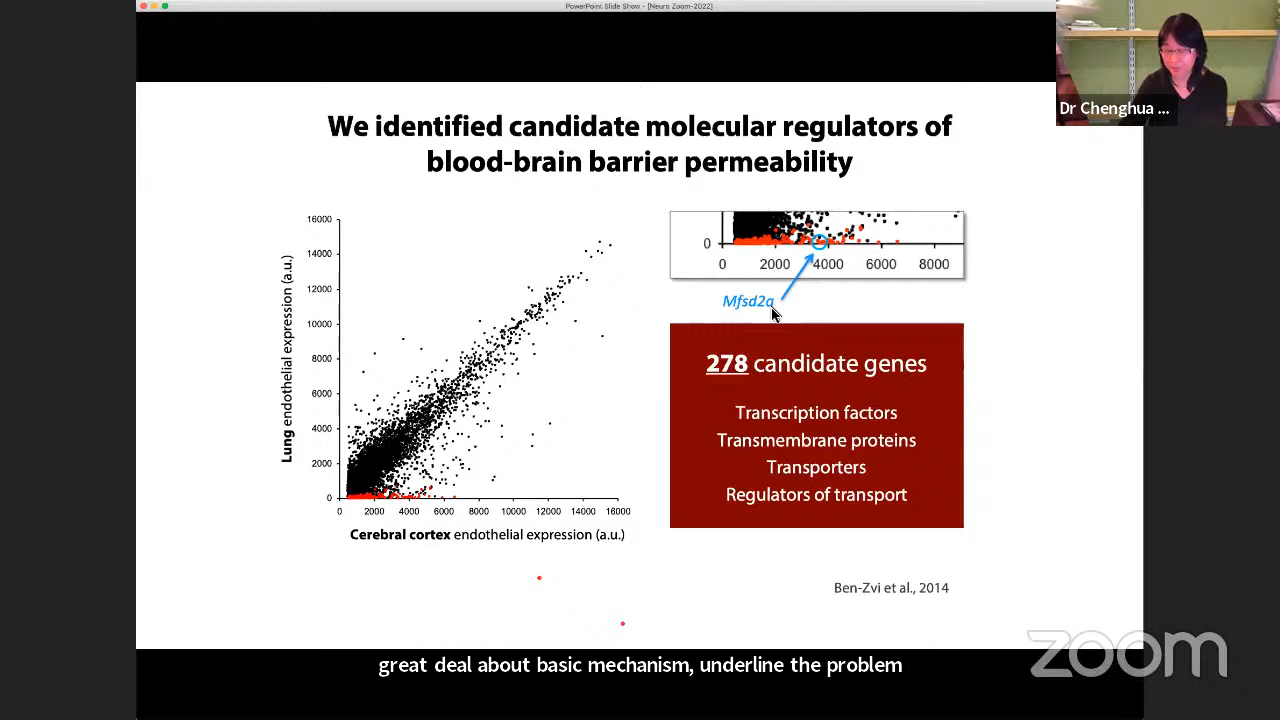 PowerPoint Slide Show - [Neuro Zoom-2022]
Dr Chenghua ...
We identified candidate molecular regulators of
blood-brain barrier permeability
16000
14000
12000
10000
8000
6000
4000
2000
0
Lung endothelial expression (a.u.)
0 2000 4000 6000 8000 10000 12000 14000 16000
Cerebral cortex endothelial expression (a.u.)
0
0 2000 4000 6000 8000
Mfsd2a
278 candidate genes
Transcription factors
Transmembrane proteins
Transporters
Regulators of transport
Ben-Zvi et al., 2014
zoom
great deal about basic mechanism, underline the problem